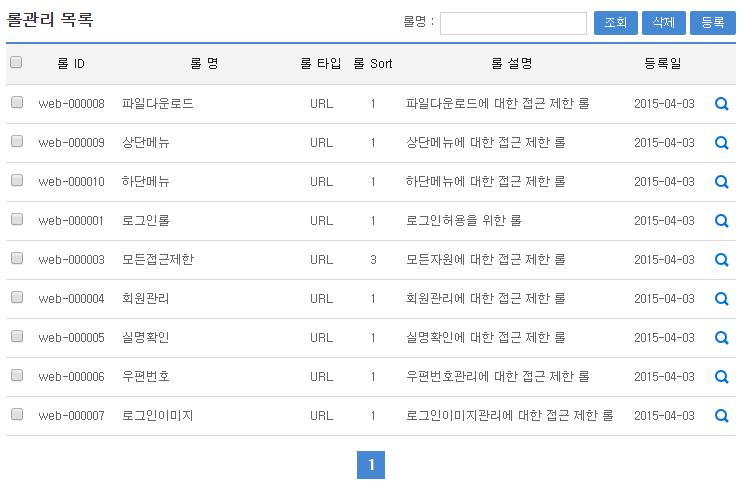 롤관리 목록 롤명 : 조회 삭제 등록
롤 ID 롤 명 롤 타입 롤 Sort 롤 설명 등록일
web-000008 파일다운로드 URL 1 파일다운로드에 대한 접근 제한 롤 2015-04-03
web-000009 상단메뉴 URL 1 상단메뉴에 대한 접근 제한 롤 2015-04-03
web-000010 하단메뉴 URL 1 하단메뉴에 대한 접근 제한 롤 2015-04-03
web-000001 로그인롤 URL 1 로그인허용을 위한 롤 2015-04-03
web-000003 모든접근제한 URL 3 모든자원에 대한 접근 제한 롤 2015-04-03
web-000004 회원관리 URL 1 회원관리에 대한 접근 제한 롤 2015-04-03
web-000005 실명확인 URL 1 실명확인에 대한 접근 제한 롤 2015-04-03
web-000006 우편번호 URL 1 우편번호관리에 대한 접근 제한 롤 2015-04-03
web-000007 로그인이미지 URL 1 로그인이미지관리에 대한 접근 제한 롤 2015-04-03
1